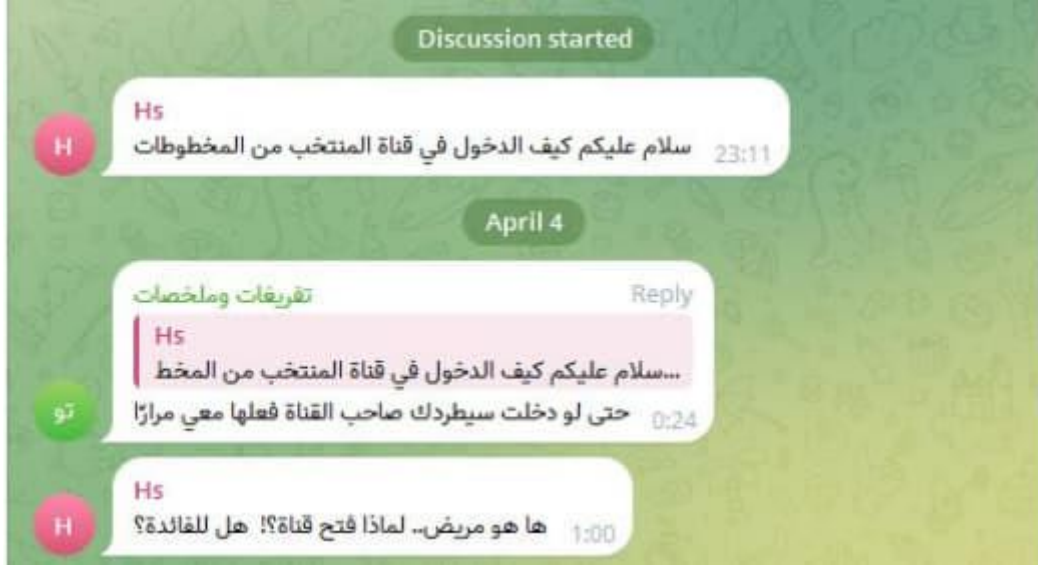 Discussion started
Hs
سلام عليكم كيف الدخول في قناة المنتخب من المخطوطات
23:11
H
April 4
تفريغات وملخصات
Reply
Hs
سلام عليكم كيف الدخول في قناة المنتخب من المخط...
حتى لو دخلت سيطردك صاحب القناة فعلها معي مرارًا
0:24
تو
Hs
ها هو مريض.. لماذا فتح قناة؟! هل للفائدة؟
1:00
H